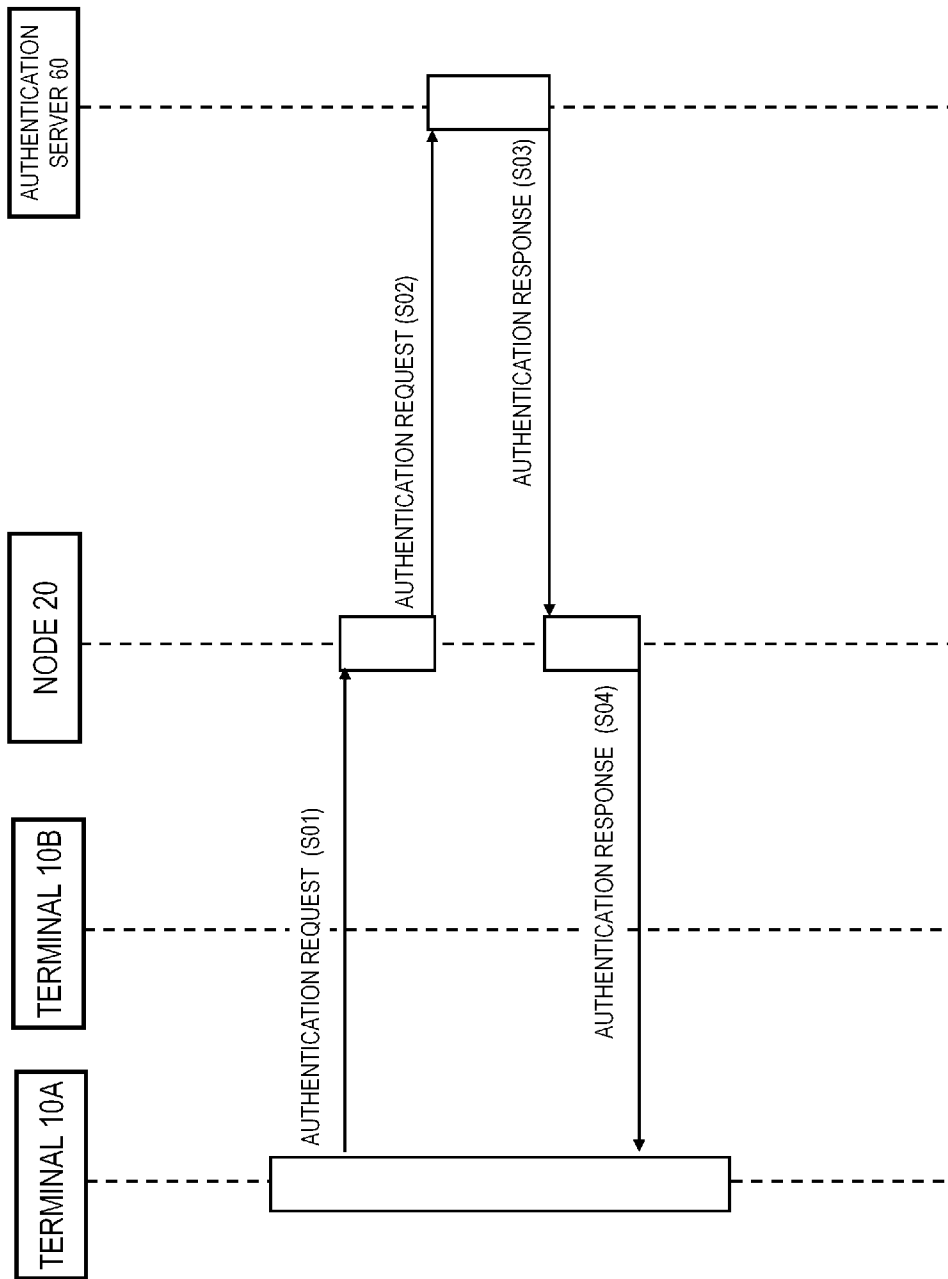 TERMINAL 10A
TERMINAL 10B
NODE 20
AUTHENTICATION
SERVER 60
AUTHENTICATION REQUEST (S01)
AUTHENTICATION REQUEST (S02)
AUTHENTICATION RESPONSE (S03)
AUTHENTICATION RESPONSE (S04)